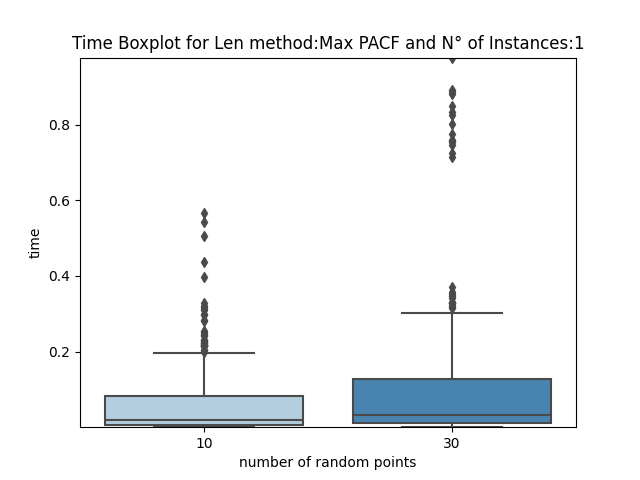 Time Boxplot for Len method:Max PACF and N° of Instances:1
0.8
0.6
time
0.4
0.2
10
30
number of random points